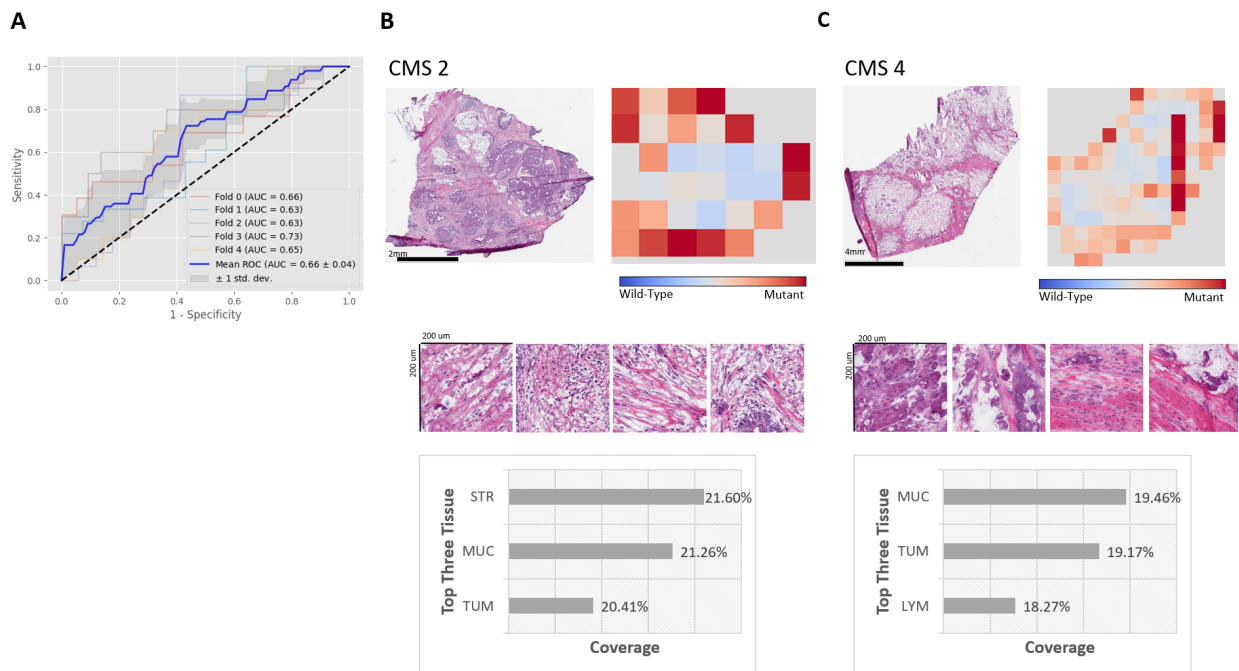 A
1.0
0.8
0.6
0.4
0.2
0.0
Sensitivity
Fold 0 (AUC = 0.66)
Fold 1 (AUC = 0.63)
Fold 2 (AUC = 0.63)
Fold 3 (AUC = 0.73)
Fold 4 (AUC = 0.65)
Mean ROC (AUC = 0.66 ± 0.04)
± 1 std. dev.
0.0 0.2 0.4 0.6 0.8 1.0
1 - Specificity
B
CMS 2
2mm
Wild-Type Mutant
200 um
200 um
Top Three Tissue
STR 21.60%
MUC 21.26%
TUM 20.41%
Coverage
C
CMS 4
4mm
Wild-Type Mutant
200 um
200 um
Top Three Tissue
MUC 19.46%
TUM 19.17%
LYM 18.27%
Coverage